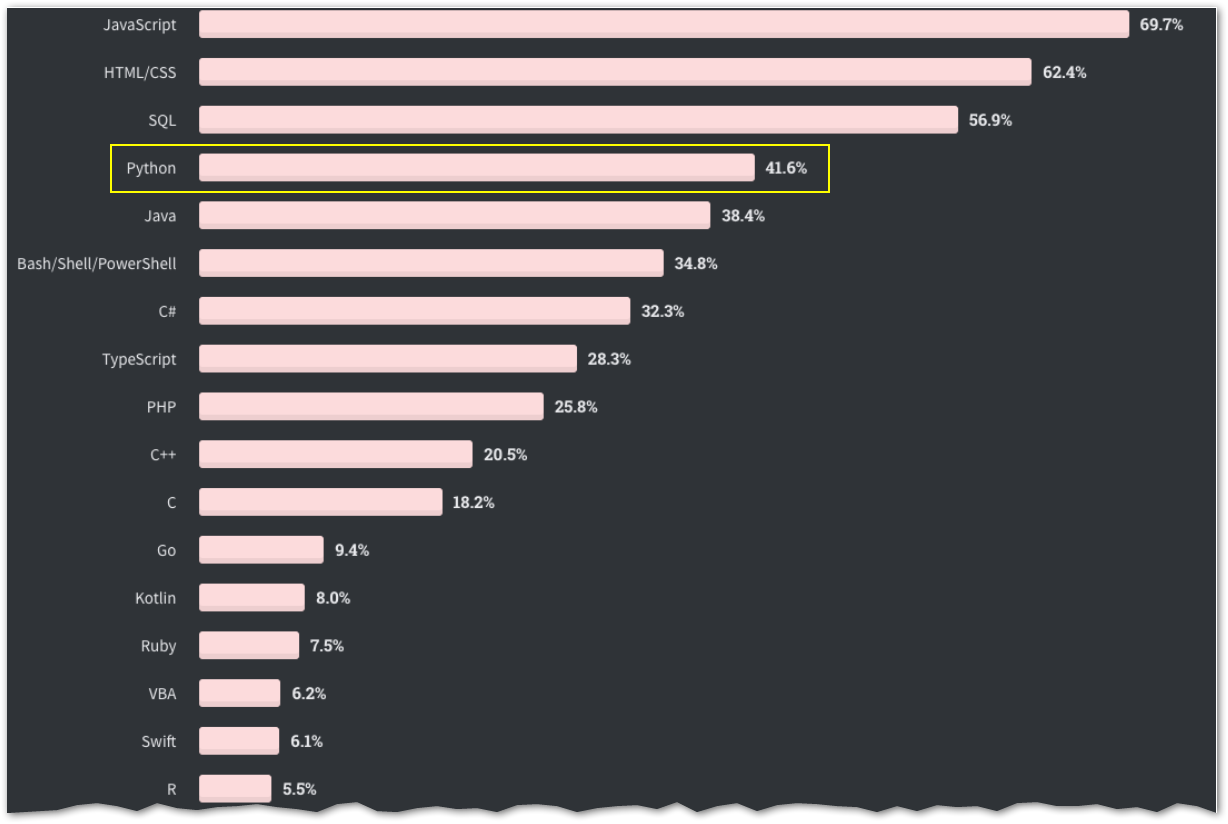 JavaScript 69.7%
HTML/CSS 62.4%
SQL 56.9%
Python 41.6%
Java 38.4%
Bash/Shell/PowerShell 34.8%
C# 32.3%
TypeScript 28.3%
PHP 25.8%
C++ 20.5%
C 18.2%
Go 9.4%
Kotlin 8.0%
Ruby 7.5%
VBA 6.2%
Swift 6.1%
R 5.5%